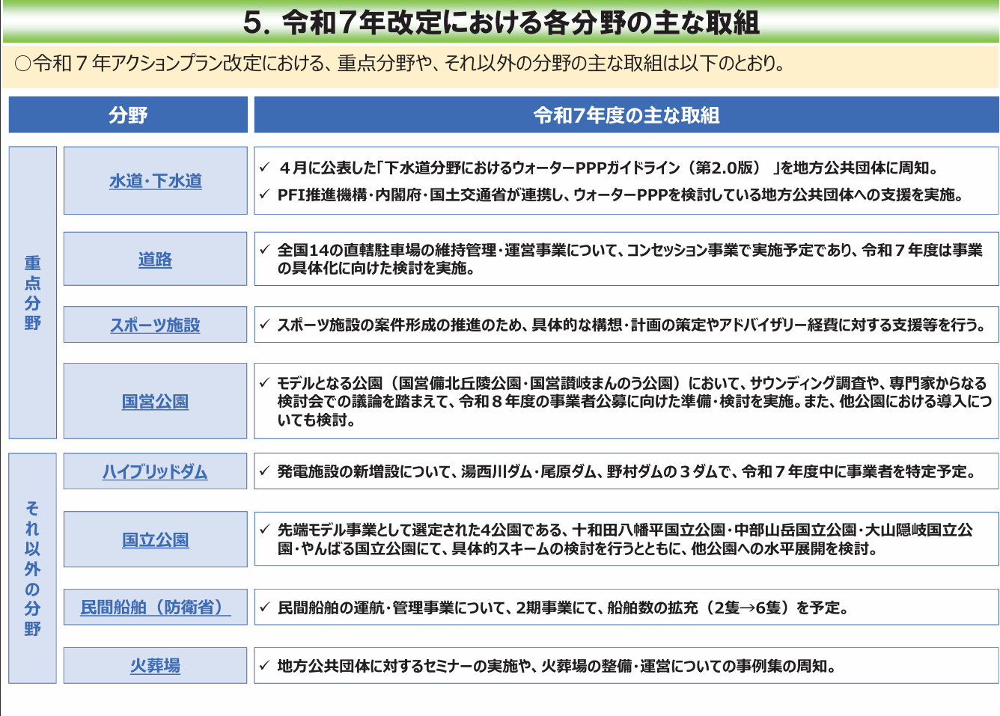 5．令和７年改定における各分野の主な取組
○令和７年アクションプラン改定における、重点分野や、それ以外の分野の主な取組は以下のとおり。
分野
令和7年度の主な取組
重点分野
水道・下水道
✓ ４月に公表した「下水道分野におけるウォーターPPPガイドライン（第2.0版）　」を地方公共団体に周知。
✓ PFI推進機構・内閣府・国土交通省が連携し、ウォーターPPPを検討している地方公共団体への支援を実施。
道路
✓ 全国14の直轄駐車場の維持管理・運営事業について、コンセッション事業で実施予定であり、令和７年度は事業
の具体化に向けた検討を実施。
スポーツ施設
✓ スポーツ施設の案件形成の推進のため、具体的な構想・計画の策定やアドバイザリー経費に対する支援等を行う。
国営公園
✓ モデルとなる公園（国営備北丘陵公園・国営讃岐まんのう公園）において、サウンディング調査や、専門家からなる
検討会での議論を踏まえて、令和８年度の事業者公募に向けた準備・検討を実施。また、他公園における導入につ
いても検討。
それ以外の分野
ハイブリッドダム
✓ 発電施設の新増設について、湯西川ダム・尾原ダム、野村ダムの３ダムで、令和７年度中に事業者を特定予定。
国立公園
✓ 先端モデル事業として選定された4公園である、十和田八幡平国立公園・中部山岳国立公園・大山隠岐国立公
園・やんばる国立公園にて、具体的スキームの検討を行うとともに、他公園への水平展開を検討。
民間船舶（防衛省）
✓ 民間船舶の運航・管理事業について、2期事業にて、船舶数の拡充（2隻→6隻）を予定。
火葬場
✓ 地方公共団体に対するセミナーの実施や、火葬場の整備・運営についての事例集の周知。